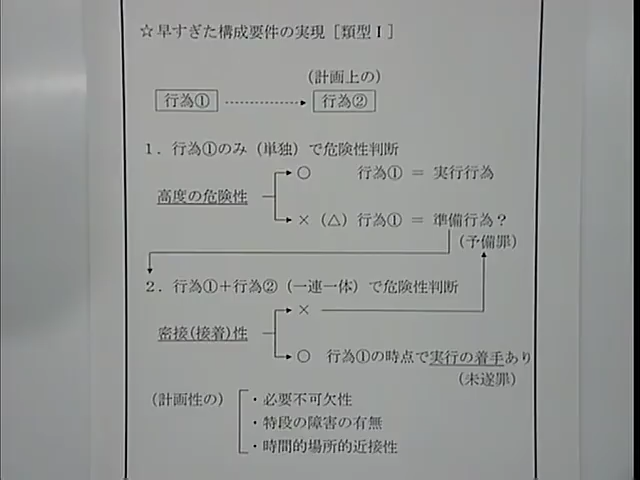 ☆早すぎた構成要件の実現［類型Ⅰ］
(計画上の)
行為① 行為②
１．行為①のみ（単独）で危険性判断
○ 行為① ＝ 実行行為
高度の危険性
×（△）行為① ＝ 準備行為？
(予備罪)
２．行為①＋行為②（一連一体）で危険性判断
×
密接(接着)性
○ 行為①の時点で実行の着手あり
(未遂罪)
(計画性の) ・必要不可欠性
・特段の障害の有無
・時間的場所的近接性